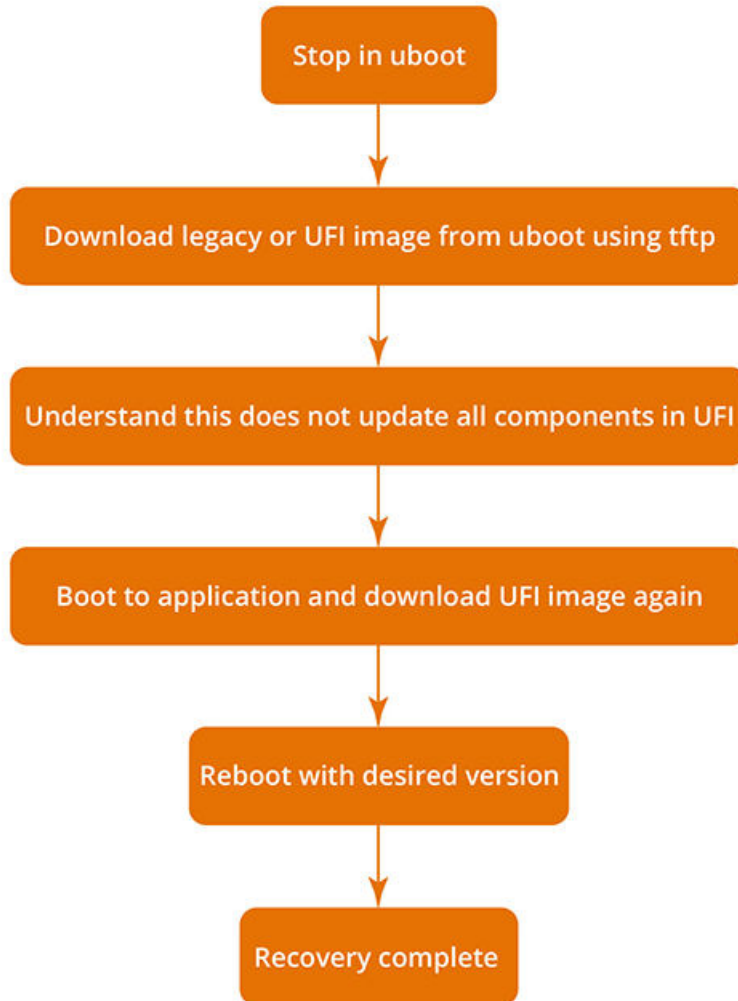 Stop in uboot
Download legacy or UFI image from uboot using tftp
Understand this does not update all components in UFI
Boot to application and download UFI image again
Reboot with desired version
Recovery complete